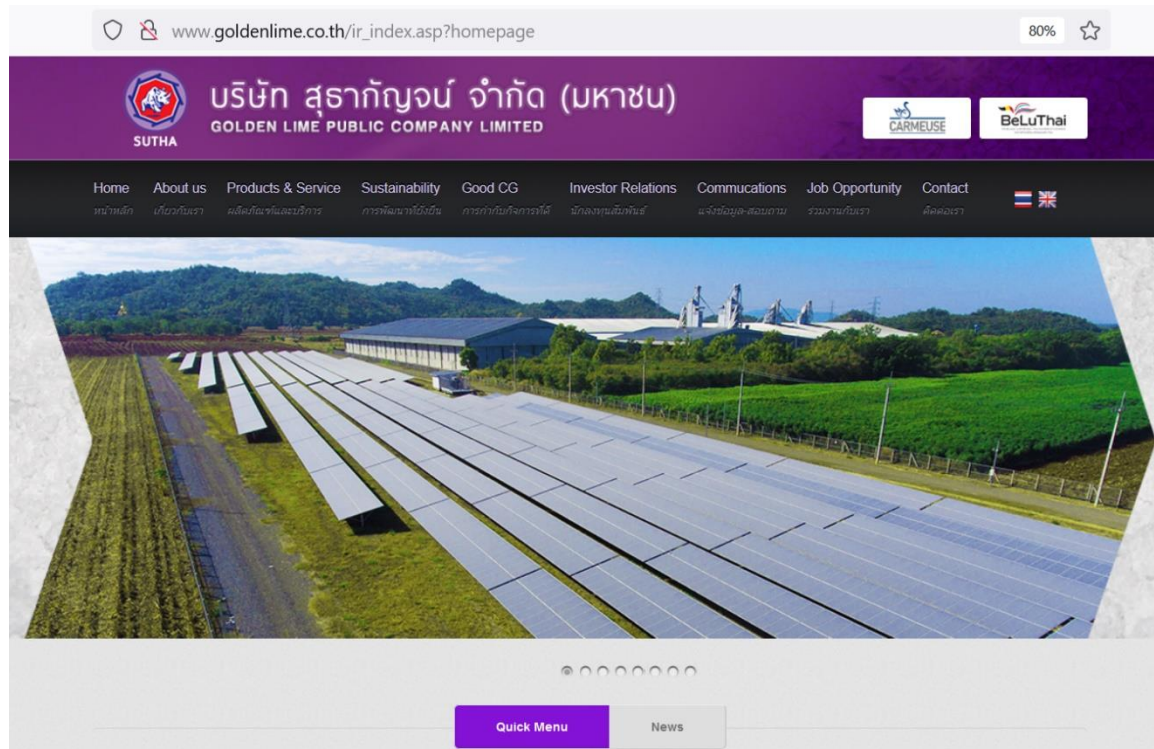 www.goldenlime.co.th/ir_index.asp?homepage 80%
บริษัท สุธากัญจน์ จำกัด (มหาชน)
GOLDEN LIME PUBLIC COMPANY LIMITED
SUTHA
CARMEUSE
BeLuThai
Home About us Products & Service Sustainability Good CG Investor Relations Commucations Job Opportunity Contact
หน้าหลัก เกี่ยวกับเรา ผลิตภัณฑ์และบริการ การพัฒนาที่ยั่งยืน การกำกับกิจการที่ดี นักลงทุนสัมพันธ์ แจ้งข้อมูล-สอบถาม ร่วมงานกับเรา ติดต่อเรา
Quick Menu News